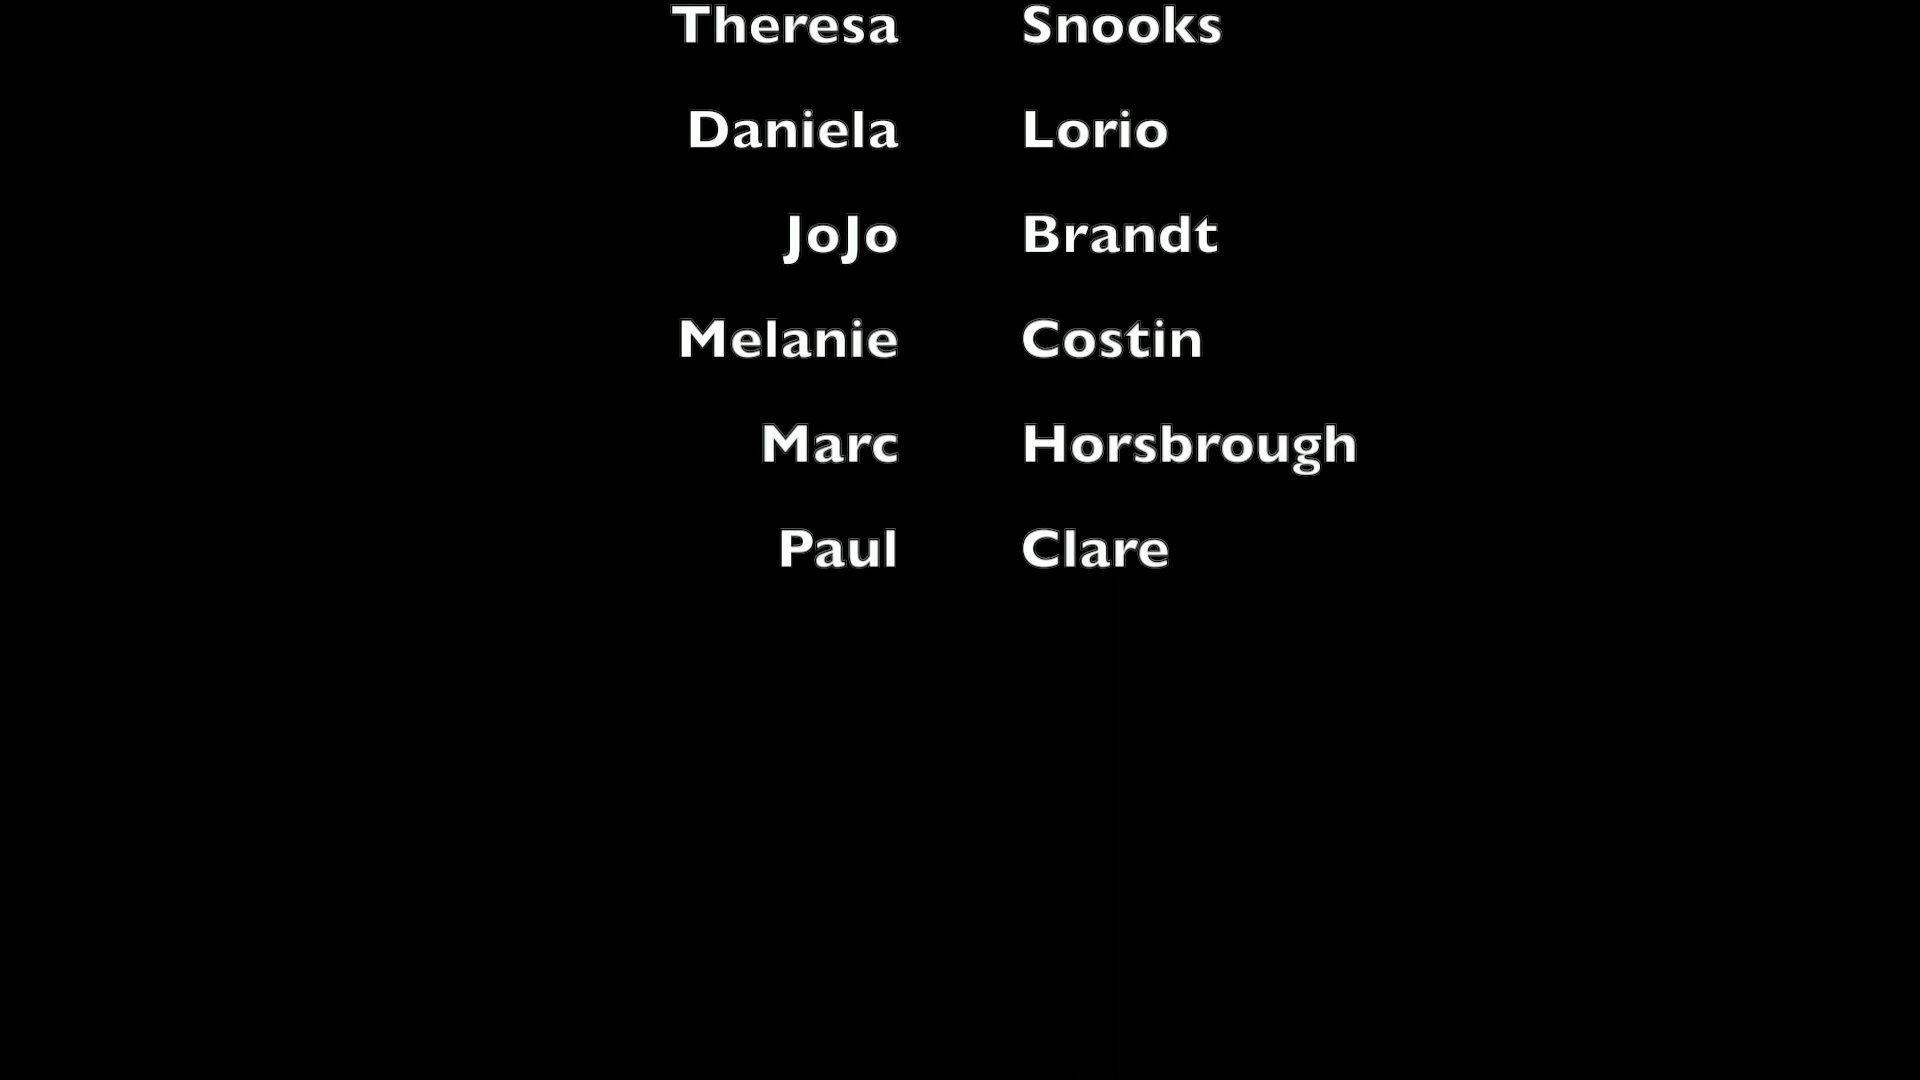 Theresa Snooks
Daniela Lorio
JoJo Brandt
Melanie Costin
Marc Horsbrough
Paul Clare